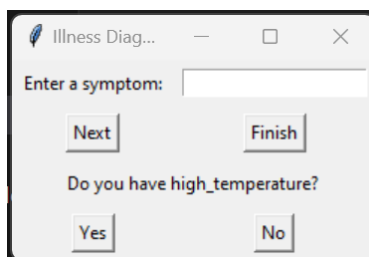 Illness Diag...
Enter a symptom:
Next Finish
Do you have high_temperature?
Yes No